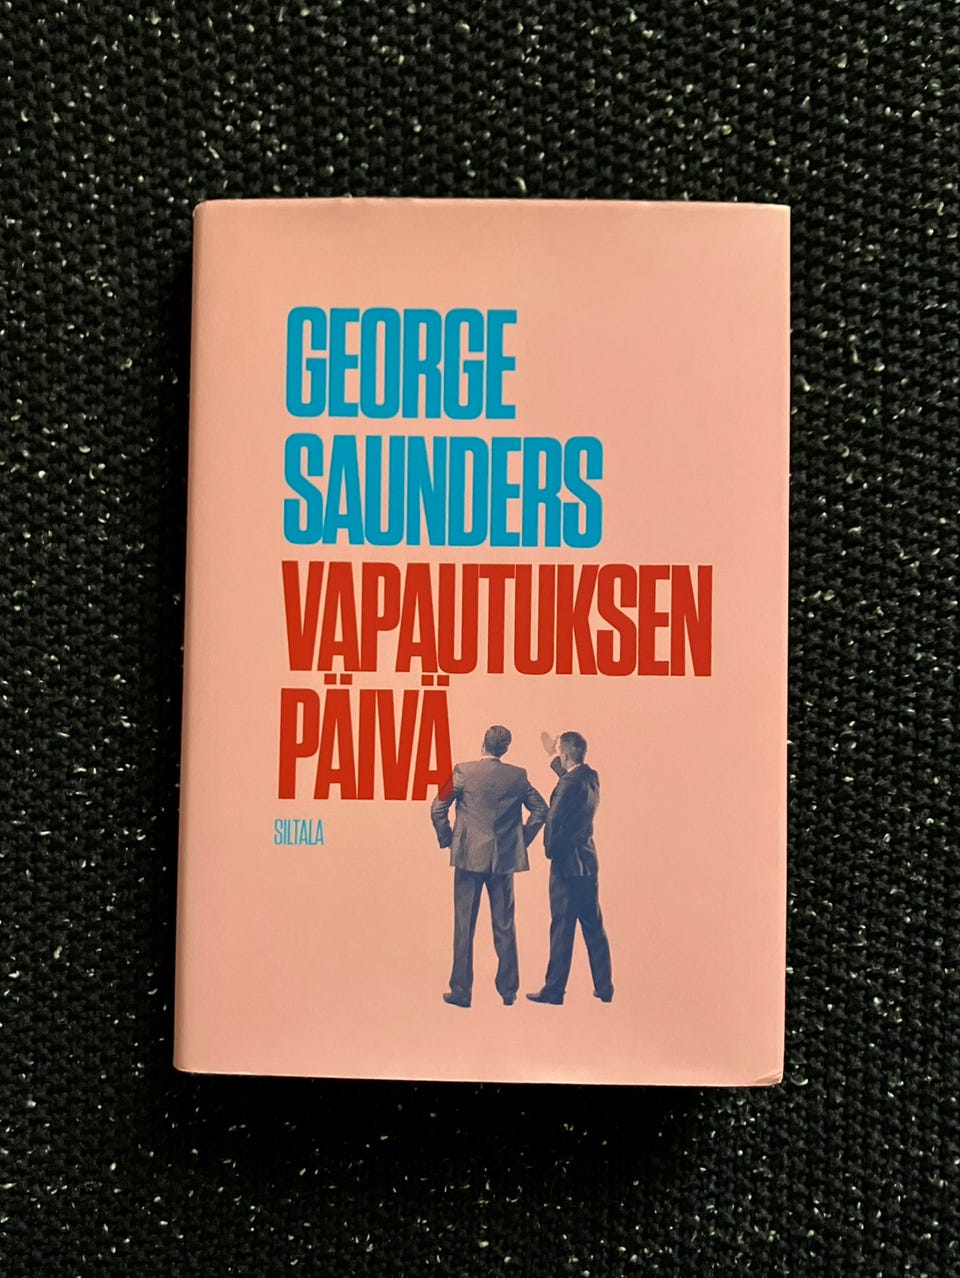 GEORGE
SAUNDERS
VAPAUTUKSEN
PÄIVÄ
SILTALA